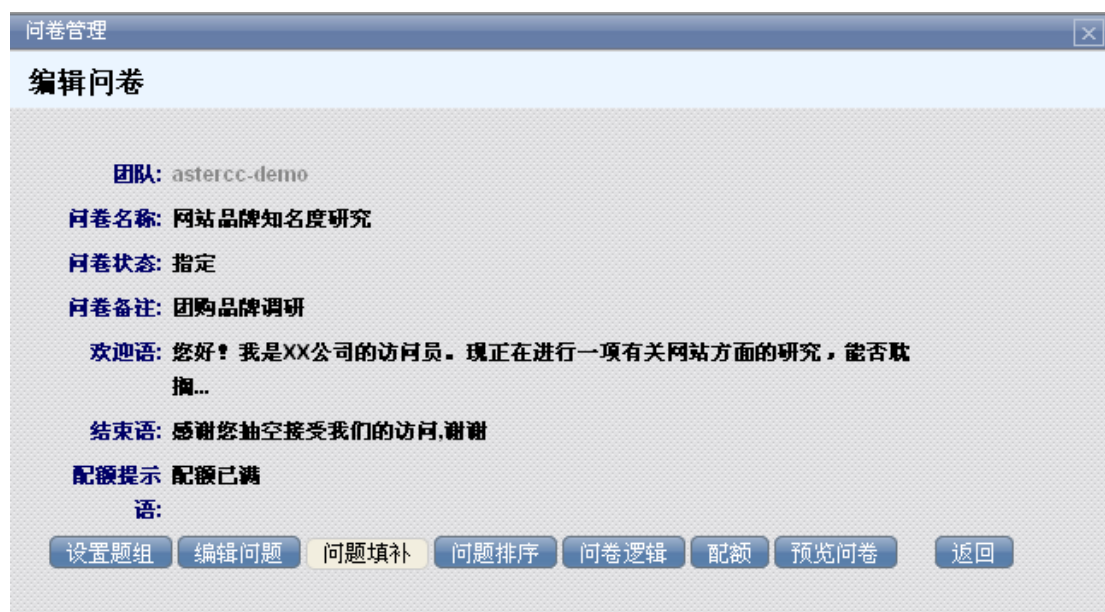 问卷管理
编辑问卷
团队: astercc-demo
问卷名称: 网站品牌知名度研究
问卷状态: 指定
问卷备注: 团购品牌调研
欢迎语: 您好！我是XX公司的访问员。现正在进行一项有关网站方面的研究，能否耽
搁...
结束语: 感谢您抽空接受我们的访问,谢谢
配额提示 配额已满
语:
设置题组 编辑问题 问题填补 问题排序 问卷逻辑 配额 预览问卷 返回